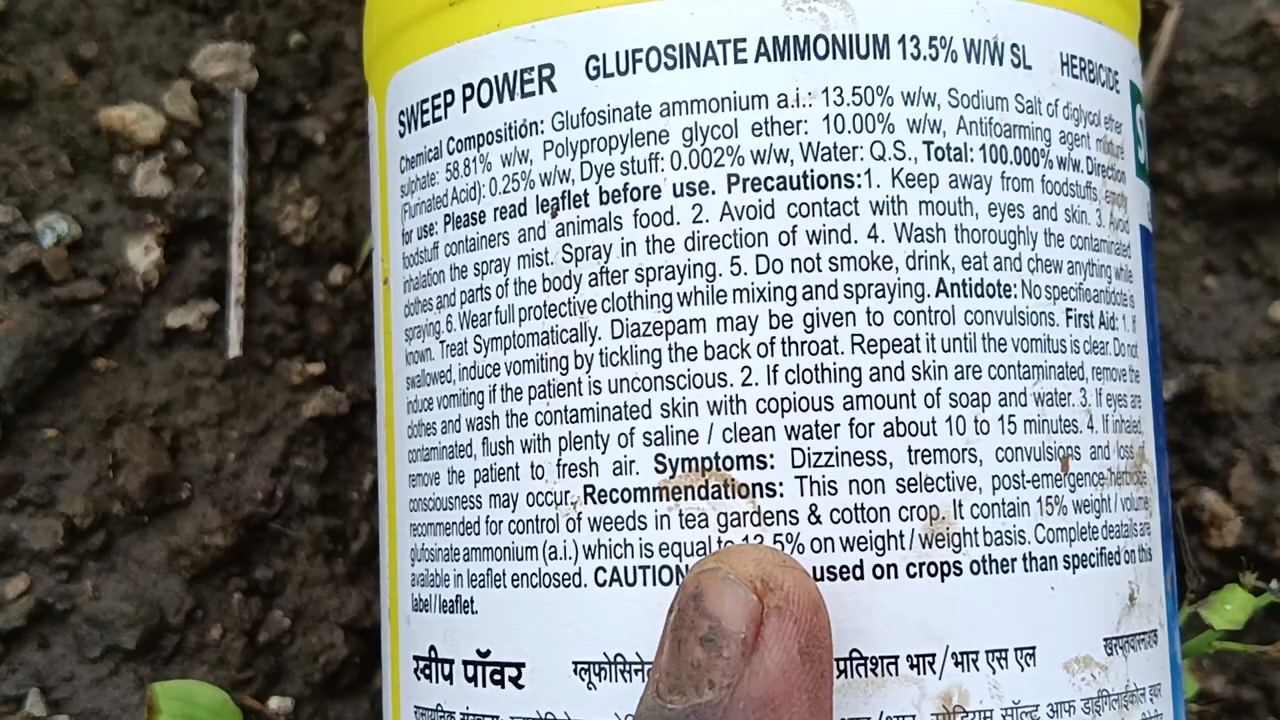 SWEEP POWER GLUFOSINATE AMMONIUM 13.5% W/W SL HERBICIDE
Chemical Composition: Glufosinate ammonium a.i.: 13.50% w/w, Sodium Salt of diglycol ether
sulphate: 58.81% w/w, Polypropylene glycol ether: 10.00% w/w, Antifoarming agent mixture
(Flurinated Acid): 0.25% w/w, Dye stuff: 0.002% w/w, Water: Q.S., Total: 100.000% w/w. Direction
for use: Please read leaflet before use. Precautions:1. Keep away from foodstuffs, empty
foodstuff containers and animals food. 2. Avoid contact with mouth, eyes and skin. 3. Avoid
inhalation the spray mist. Spray in the direction of wind. 4. Wash thoroughly the contaminated
clothes and parts of the body after spraying. 5. Do not smoke, drink, eat and chew anything while
spraying. 6. Wear full protective clothing while mixing and spraying. Antidote: No specific antidote is
known. Treat Symptomatically. Diazepam may be given to control convulsions. First Aid: 1. If
swallowed, induce vomiting by tickling the back of throat. Repeat it until the vomitus is clear. Do not
induce vomiting if the patient is unconscious. 2. If clothing and skin are contaminated, remove the
clothes and wash the contaminated skin with copious amount of soap and water. 3. If eyes are
contaminated, flush with plenty of saline / clean water for about 10 to 15 minutes. 4. If inhaled,
remove the patient to fresh air. Symptoms: Dizziness, tremors, convulsions and loss of
consciousness may occur. Recommendations: This non selective, post-emergence herbicide,
recommended for control of weeds in tea gardens & cotton crop. It contain 15% weight / volume
glufosinate ammonium (a.i.) which is equal to 13.5% on weight / weight basis. Complete deatails are
available in leaflet enclosed. CAUTION used on crops other than specified on this
label / leaflet.
स्वीप पॉवर प्रतिशत भार/भार एस एल खरपतवारनाशक
सोडियम सॉल्ट आफ डाईगिलाईकोल इथर